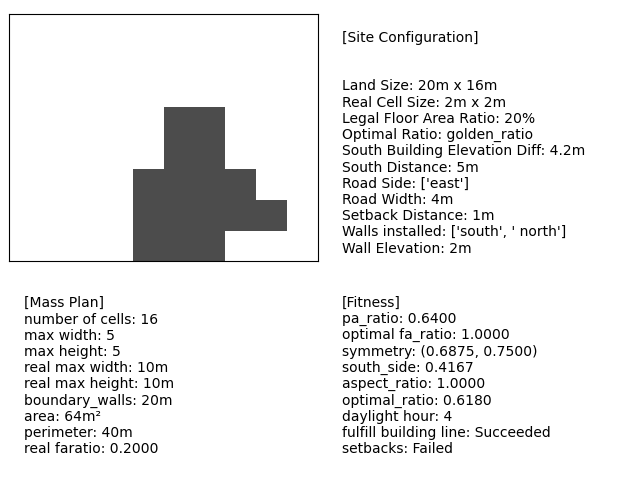 [Site Configuration]
Land Size: 20m x 16m
Real Cell Size: 2m x 2m
Legal Floor Area Ratio: 20%
Optimal Ratio: golden_ratio
South Building Elevation Diff: 4.2m
South Distance: 5m
Road Side: ['east']
Road Width: 4m
Setback Distance: 1m
Walls installed: ['south', ' north']
Wall Elevation: 2m
[Mass Plan]
number of cells: 16
max width: 5
max height: 5
real max width: 10m
real max height: 10m
boundary_walls: 20m
area: 64m²
perimeter: 40m
real faratio: 0.2000
[Fitness]
pa_ratio: 0.6400
optimal fa_ratio: 1.0000
symmetry: (0.6875, 0.7500)
south_side: 0.4167
aspect_ratio: 1.0000
optimal_ratio: 0.6180
daylight hour: 4
fulfill building line: Succeeded
setbacks: Failed